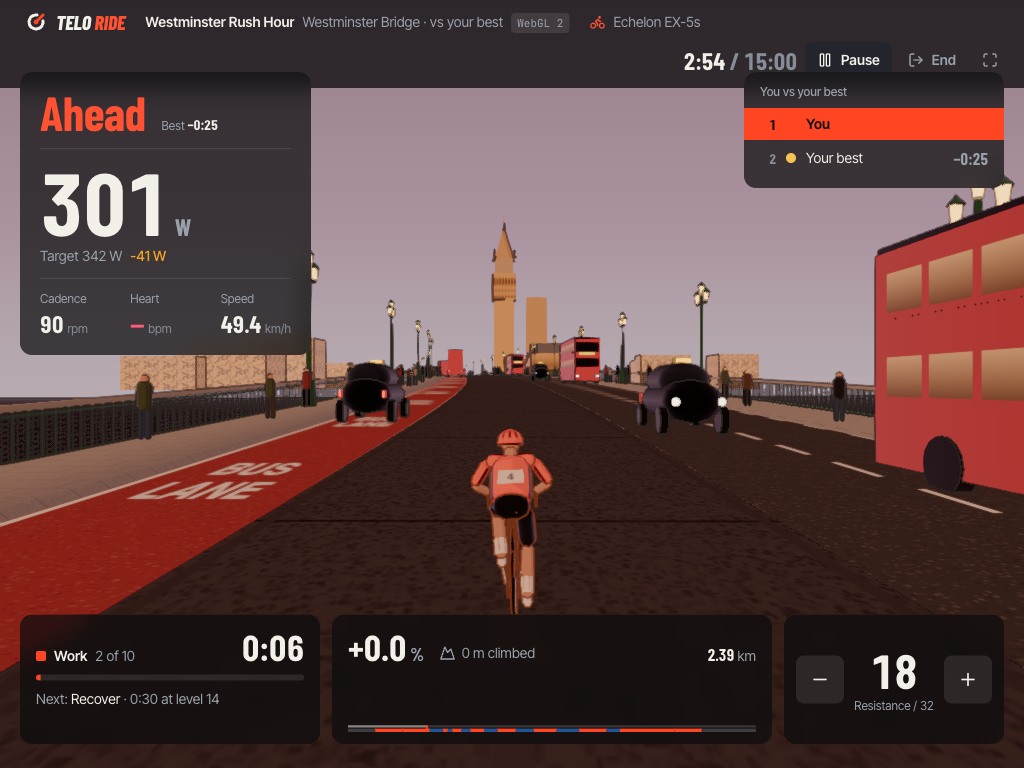 TELO RIDE Westminster Rush Hour Westminster Bridge · vs your best WebGL 2 Echelon EX-5s
2:54 / 15:00 Pause End
Ahead Best −0:25
301 W
Target 342 W -41 W
Cadence Heart Speed
90 rpm – bpm 49.4 km/h
You vs your best
1 You
2 Your best −0:25
BUS
LANE
4
Work 2 of 10 0:06
Next: Recover · 0:30 at level 14
+0.0 % 0 m climbed 2.39 km
− 18 +
Resistance / 32